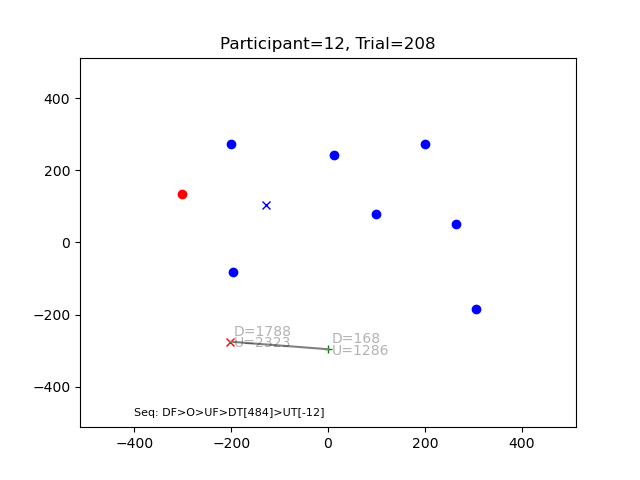 Participant=12, Trial=208
400
200
0
−200
−400
D=1788
U=2323
D=168
U=1286
Seq: DF>O>UF>DT[484]>UT[-12]
−400
−200
0
200
400